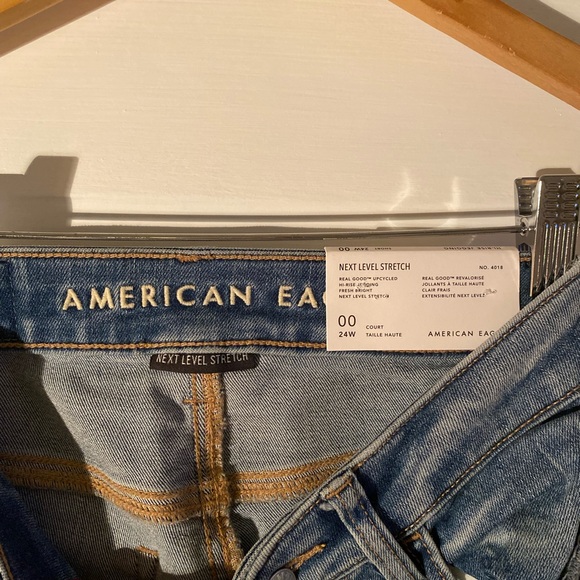 AMERICAN EAG
NEXT LEVEL STRETCH
NO. 4018
REAL GOOD™ UPCYCLED
HI-RISE JEGGING
FRESH BRIGHT
NEXT LEVEL STRETCH
REAL GOOD™ REVALORISÉ
JOLLANTS À TAILLE HAUTE
CLAIR FRAIS
EXTENSIBILITÉ NEXT LEVEL
00
24W
COURT
TAILLE HAUTE
AMERICAN EAG
NEXT LEVEL STRETCH